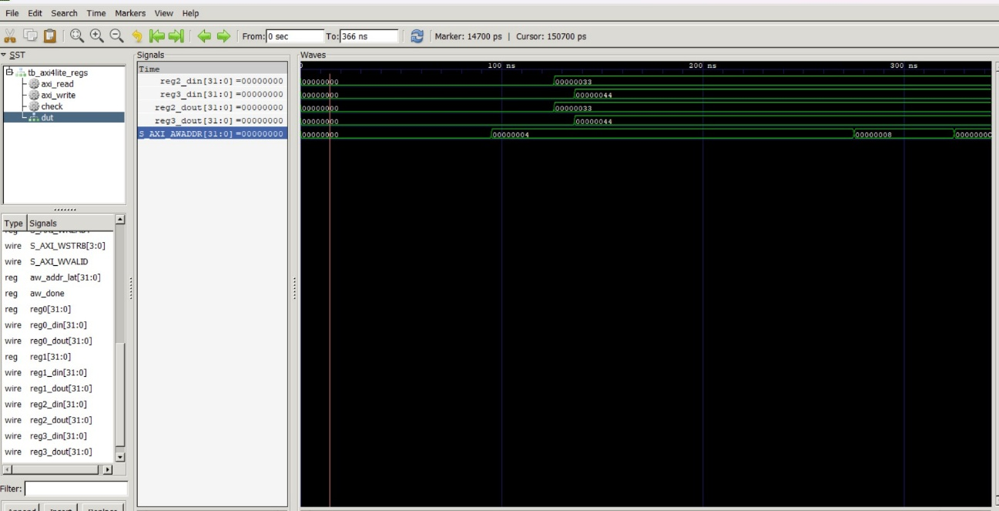 File Edit Search Time Markers View Help
From: 0 sec To: 366 ns Marker: 14700 ps | Cursor: 150700 ps
SST
tb_axi4lite_regs
axi_read
axi_write
check
dut
Type Signals
wire S_AXI_WSTRB[3:0]
wire S_AXI_WVALID
reg aw_addr_lat[31:0]
reg aw_done
reg reg0[31:0]
wire reg0_din[31:0]
wire reg0_dout[31:0]
reg reg1[31:0]
wire reg1_din[31:0]
wire reg1_dout[31:0]
wire reg2_din[31:0]
wire reg2_dout[31:0]
wire reg3_din[31:0]
wire reg3_dout[31:0]
Filter:
Signals
Time
reg2_din[31:0] =00000000
reg3_din[31:0] =00000000
reg2_dout[31:0] =00000000
reg3_dout[31:0] =00000000
S_AXI_AWADDR[31:0] =00000000
Waves
100 ns 200 ns 300 ns
00000000 00000033
00000000 00000044
00000000 00000033
00000000 00000044
00000000 00000004 00000008 0000000C